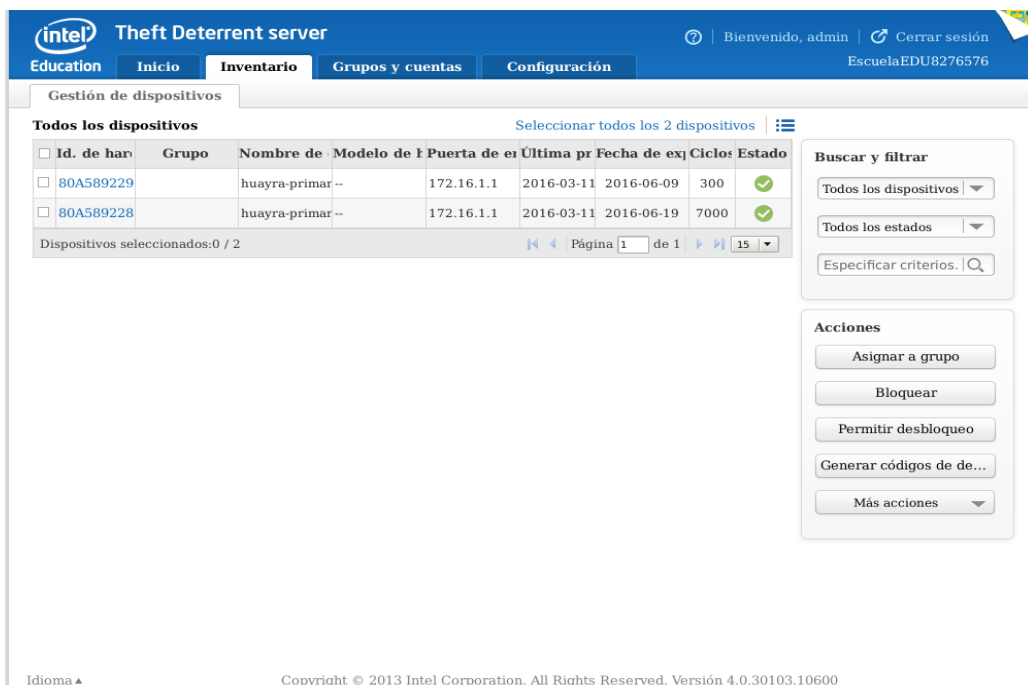 intel Education
Theft Deterrent server
Bienvenido, admin | Cerrar sesión
EscuelaEDU8276576
Inicio Inventario Grupos y cuentas Configuración
Gestión de dispositivos
Todos los dispositivos
Seleccionar todos los 2 dispositivos
Id. de har Grupo Nombre de Modelo de Puerta de Última pr Fecha de exp Ciclos Estado
80A589229 huayra-primar -- 172.16.1.1 2016-03-11 2016-06-09 300
80A589228 huayra-primar -- 172.16.1.1 2016-03-11 2016-06-19 7000
Dispositivos seleccionados:0 / 2
Página 1 de 1 15
Buscar y filtrar
Todos los dispositivos
Todos los estados
Especificar criterios.
Acciones
Asignar a grupo
Bloquear
Permitir desbloqueo
Generar códigos de de...
Más acciones
Idioma
Copyright © 2013 Intel Corporation. All Rights Reserved. Versión 4.0.30103.10600